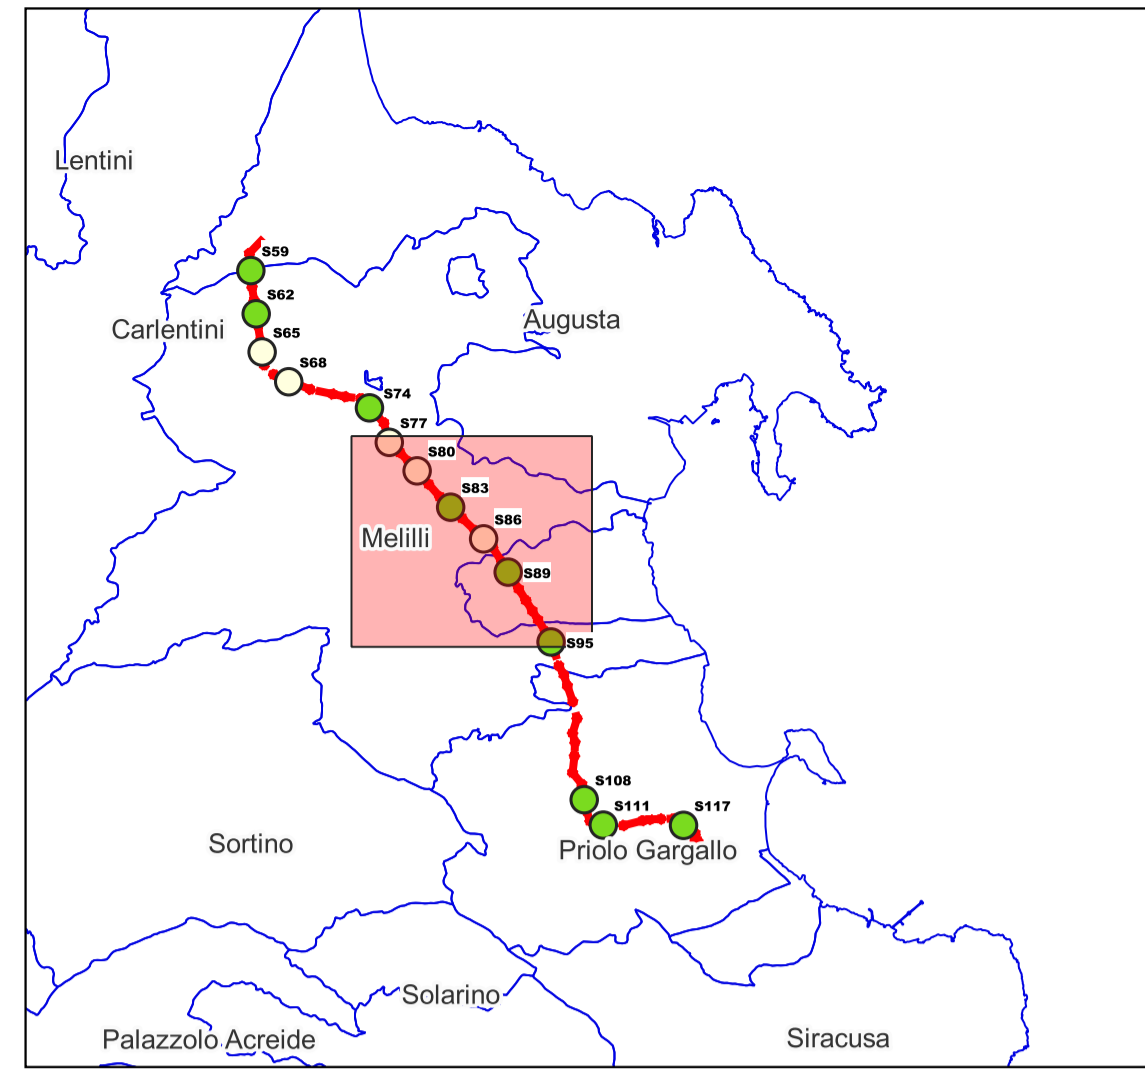 Lentini
S59
S62
Augusta
Carlentini
S65
S68
S74
S77
S80
S83
S86
Melilli
S89
S95
S108
S111
S117
Sortino
Priolo Gargallo
Solarino
Palazzolo Acreide
Siracusa